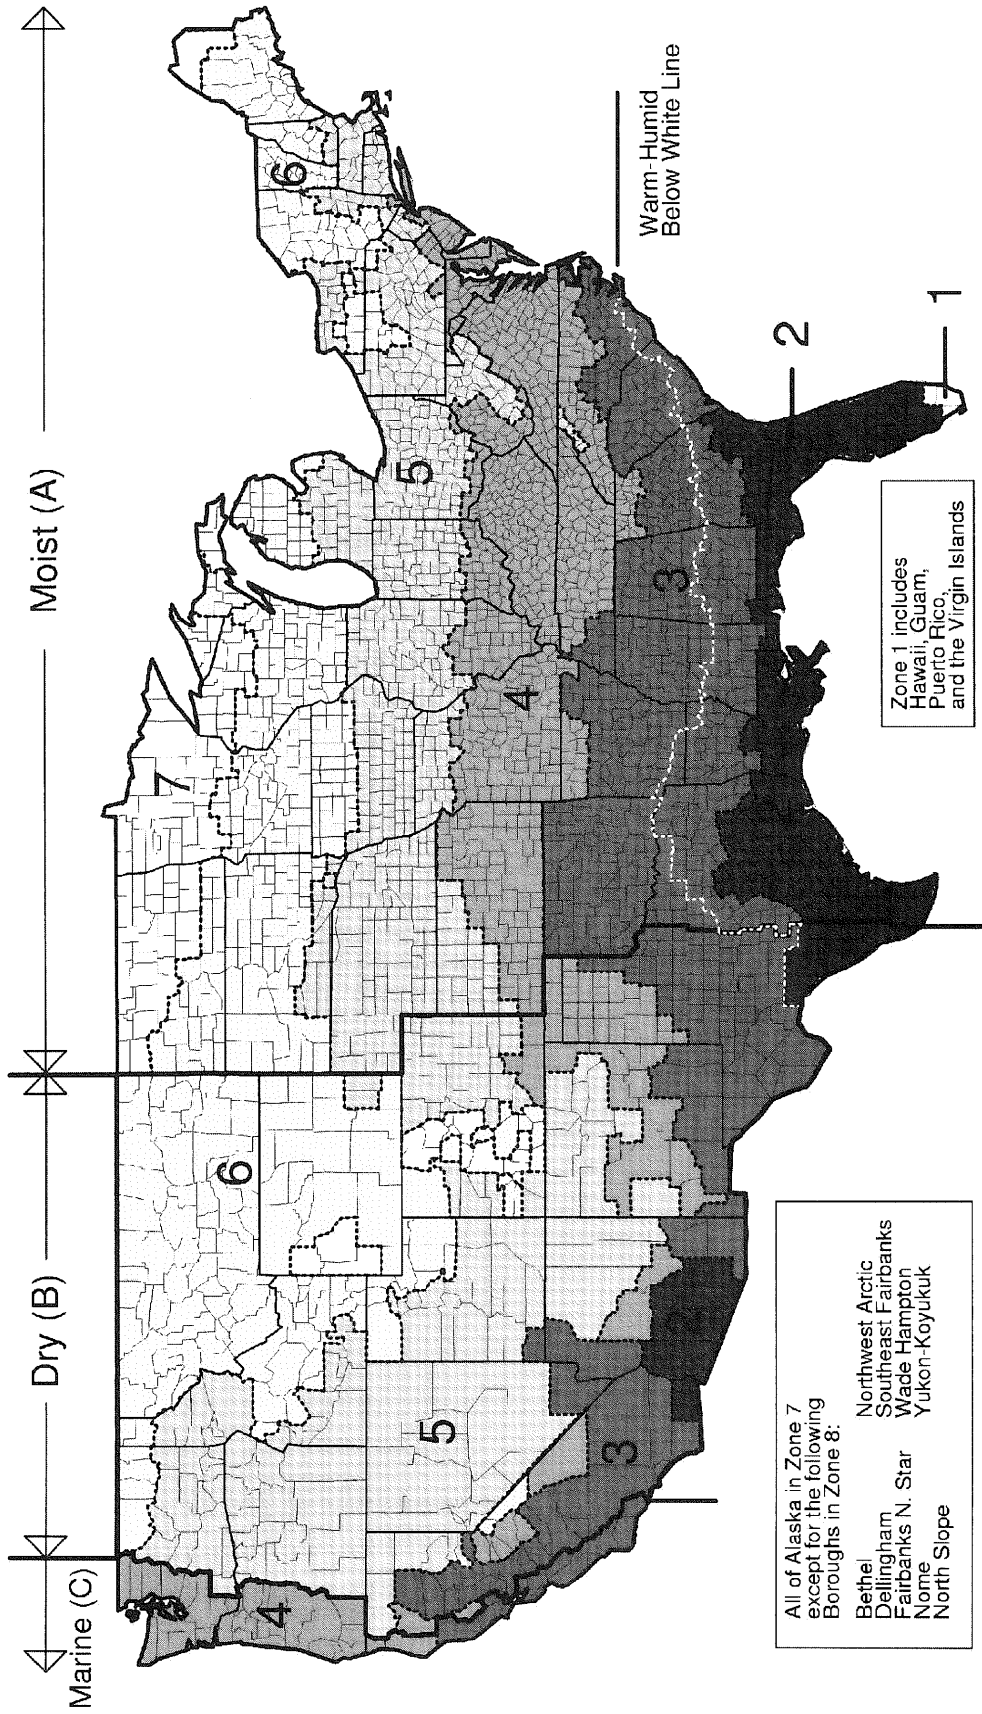 Marine (C)
Dry (B)
Moist (A)
7
6
6
5
5
4
4
3
3
2
2
1
Warm-Humid
Below White Line
All of Alaska in Zone 7
except for the following
Boroughs in Zone 8:
Bethel Northwest Arctic
Dellingham Southeast Fairbanks
Fairbanks N. Star Wade Hampton
Nome Yukon-Koyukuk
North Slope
Zone 1 includes
Hawaii, Guam,
Puerto Rico,
and the Virgin Islands